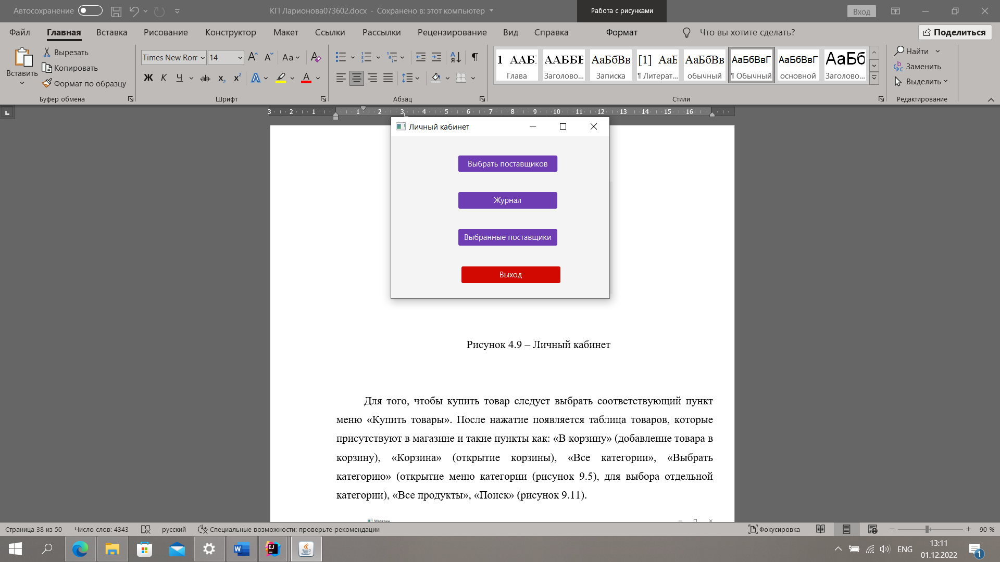 Автосохранение
КП Ларионова073602.docx - Сохранено в: этот компьютер
Работа с рисунками
Вход
Файл Главная Вставка Рисование Конструктор Макет Ссылки Рассылки Рецензирование Вид Справка Формат Что вы хотите сделать? Поделиться
Вставить
Вырезать
Копировать
Формат по образцу
Буфер обмена
Times New Ror 14
Шрифт
Абзац
1 ААБ ААББЕ АаБбВв [1] АаБ АаБбВв АаБбВвГ АаБбВвГ АаБб
Глава Заголово... Записка ¶ Литерат... обычный ¶ Обычный основной Заголово...
Стили
Найти
Заменить
Выделить
Редактирование
3 2 1 1 2 3 4 5 6 7 8 9 10 11 12 13 14 15 16
Личный кабинет
Выбрать поставщиков
Журнал
Выбранные поставщики
Выход
Рисунок 4.9 – Личный кабинет
Для того, чтобы купить товар следует выбрать соответствующий пункт
меню «Купить товары». После нажатие появляется таблица товаров, которые
присутствуют в магазине и такие пункты как: «В корзину» (добавление товара в
корзину), «Корзина» (открытие корзины), «Все категории», «Выбрать
категорию» (открытие меню категории (рисунок 9.5), для выбора отдельной
категории), «Все продукты», «Поиск» (рисунок 9.11).
Магазин
Страница 38 из 50 Число слов: 4343 русский Специальные возможности: проверьте рекомендации Фокусировка 90 %
ENG
13:11
01.12.2022
1